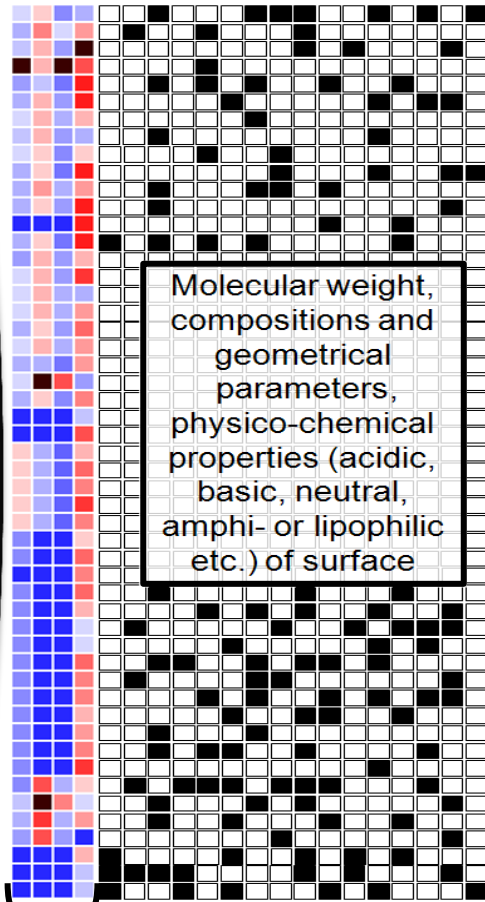 Molecular weight,
compositions and
geometrical
parameters,
physico-chemical
properties (acidic,
basic, neutral,
amphi- or lipophilic
etc.) of surface